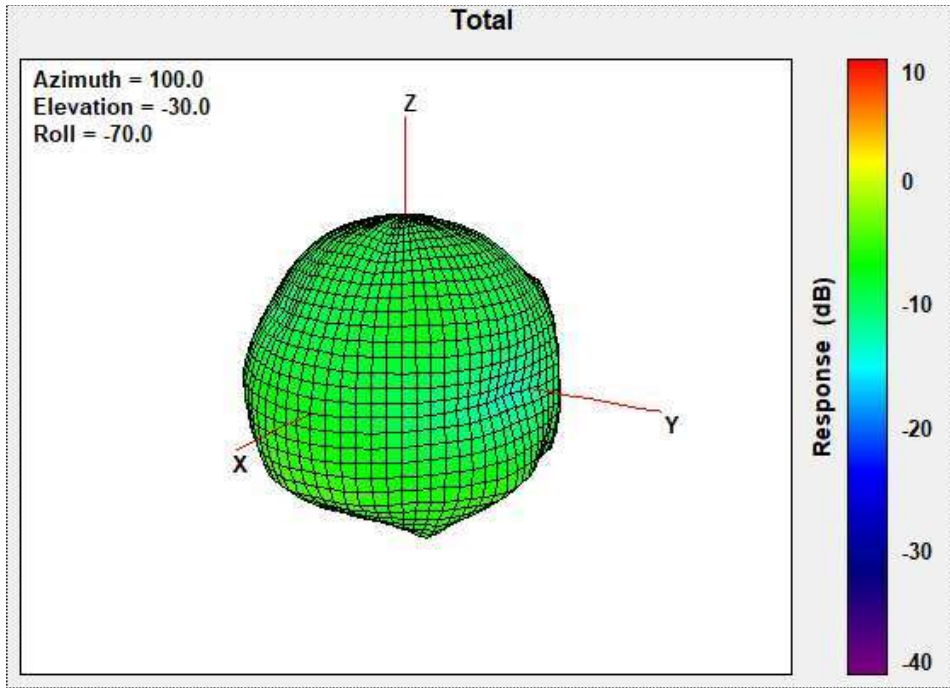 Total
Azimuth = 100.0
Elevation = -30.0
Roll = -70.0
Z
X
Y
10
0
-10
-20
-30
-40
Response (dB)